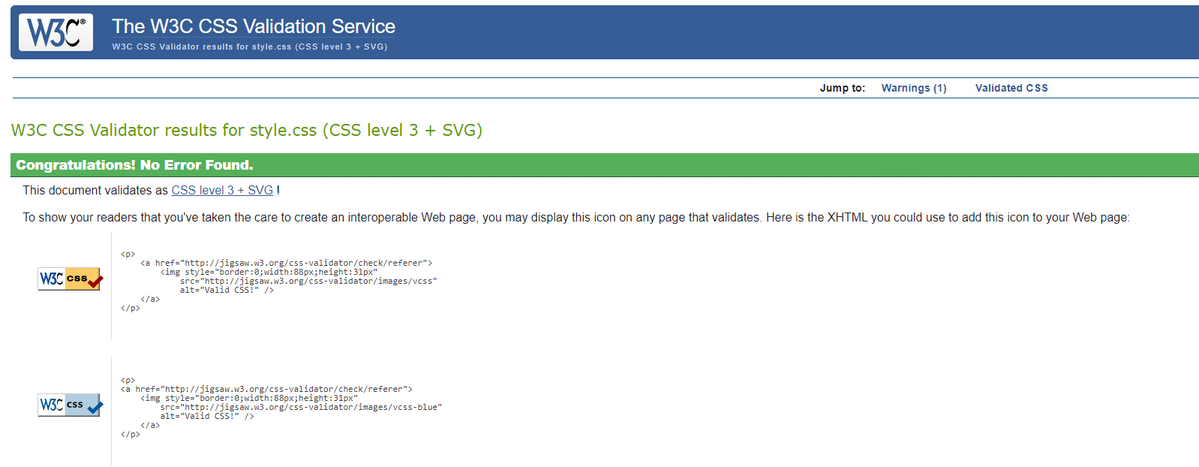 W3C®
The W3C CSS Validation Service
W3C CSS Validator results for style.css (CSS level 3 + SVG)
Jump to: Warnings (1) Validated CSS
W3C CSS Validator results for style.css (CSS level 3 + SVG)
Congratulations! No Error Found.
This document validates as CSS level 3 + SVG !
To show your readers that you've taken the care to create an interoperable Web page, you may display this icon on any page that validates. Here is the XHTML you could use to add this icon to your Web page:
W3C css
<p>
<a href="http://jigsaw.w3.org/css-validator/check/referer">
<img style="border:0;width:88px;height:31px"
src="http://jigsaw.w3.org/css-validator/images/vcss"
alt="Valid CSS!" />
</a>
</p>
W3C css
<p>
<a href="http://jigsaw.w3.org/css-validator/check/referer">
<img style="border:0;width:88px;height:31px"
src="http://jigsaw.w3.org/css-validator/images/vcss-blue"
alt="Valid CSS!" />
</a>
</p>